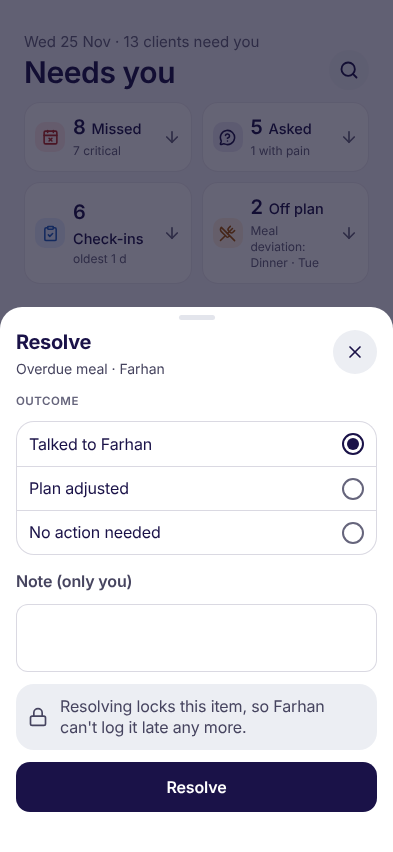 Wed 25 Nov · 13 clients need you
Needs you
8 Missed
7 critical
5 Asked
1 with pain
6
Check-ins
oldest 1 d
2 Off plan
Meal
deviation:
Dinner · Tue
Resolve
Overdue meal · Farhan
OUTCOME
Talked to Farhan
Plan adjusted
No action needed
Note (only you)
Resolving locks this item, so Farhan
can't log it late any more.
Resolve